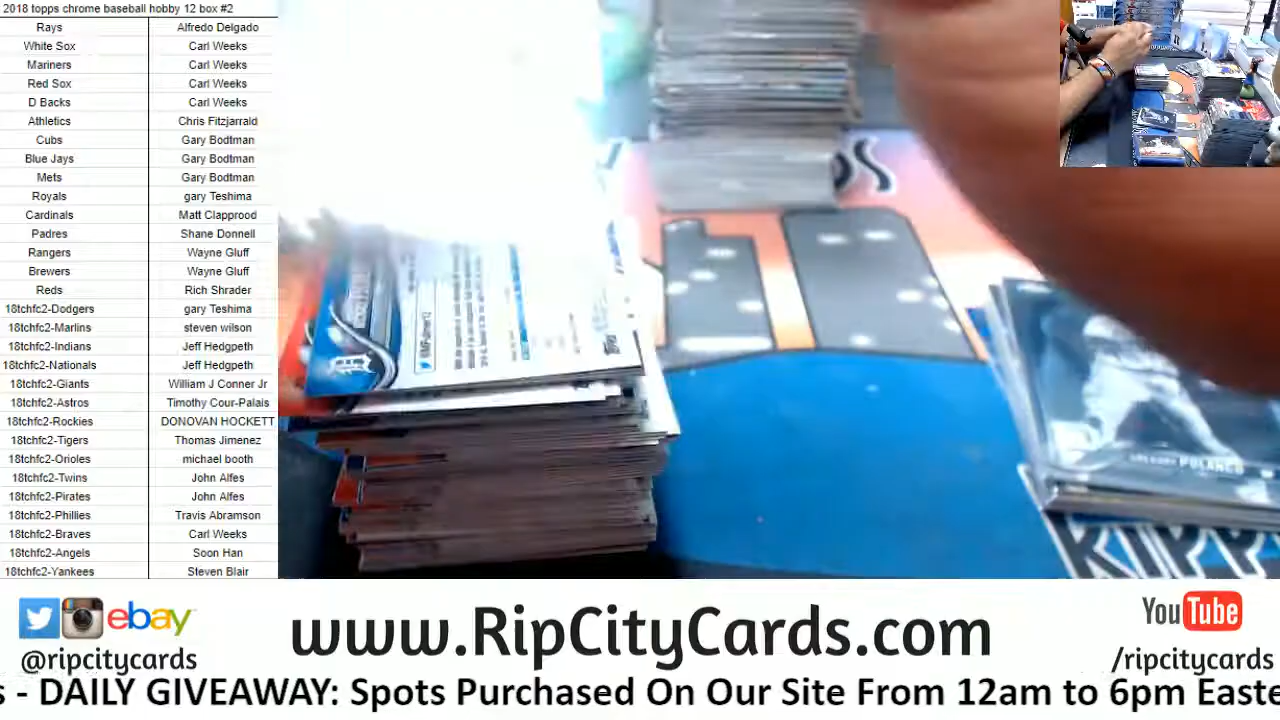 2018 topps chrome baseball hobby 12 box #2
Rays Alfredo Delgado
White Sox Carl Weeks
Mariners Carl Weeks
Red Sox Carl Weeks
D Backs Carl Weeks
Athletics Chris Fitzjarrald
Cubs Gary Bodtman
Blue Jays Gary Bodtman
Mets Gary Bodtman
Royals gary Teshima
Cardinals Matt Clapprood
Padres Shane Donnell
Rangers Wayne Gluff
Brewers Wayne Gluff
Reds Rich Shrader
18tchfc2-Dodgers gary Teshima
18tchfc2-Marlins steven wilson
18tchfc2-Indians Jeff Hedgpeth
18tchfc2-Nationals Jeff Hedgpeth
18tchfc2-Giants William J Conner Jr
18tchfc2-Astros Timothy Cour-Palais
18tchfc2-Rockies DONOVAN HOCKETT
18tchfc2-Tigers Thomas Jimenez
18tchfc2-Orioles michael booth
18tchfc2-Twins John Alfes
18tchfc2-Pirates John Alfes
18tchfc2-Phillies Travis Abramson
18tchfc2-Braves Carl Weeks
18tchfc2-Angels Soon Han
18tchfc2-Yankees Steven Blair
GREGORY POLANCO
RIPP
ebay
@ripcitycards
www.RipCityCards.com
YouTube
/ripcitycards
s - DAILY GIVEAWAY: Spots Purchased On Our Site From 12am to 6pm Easte